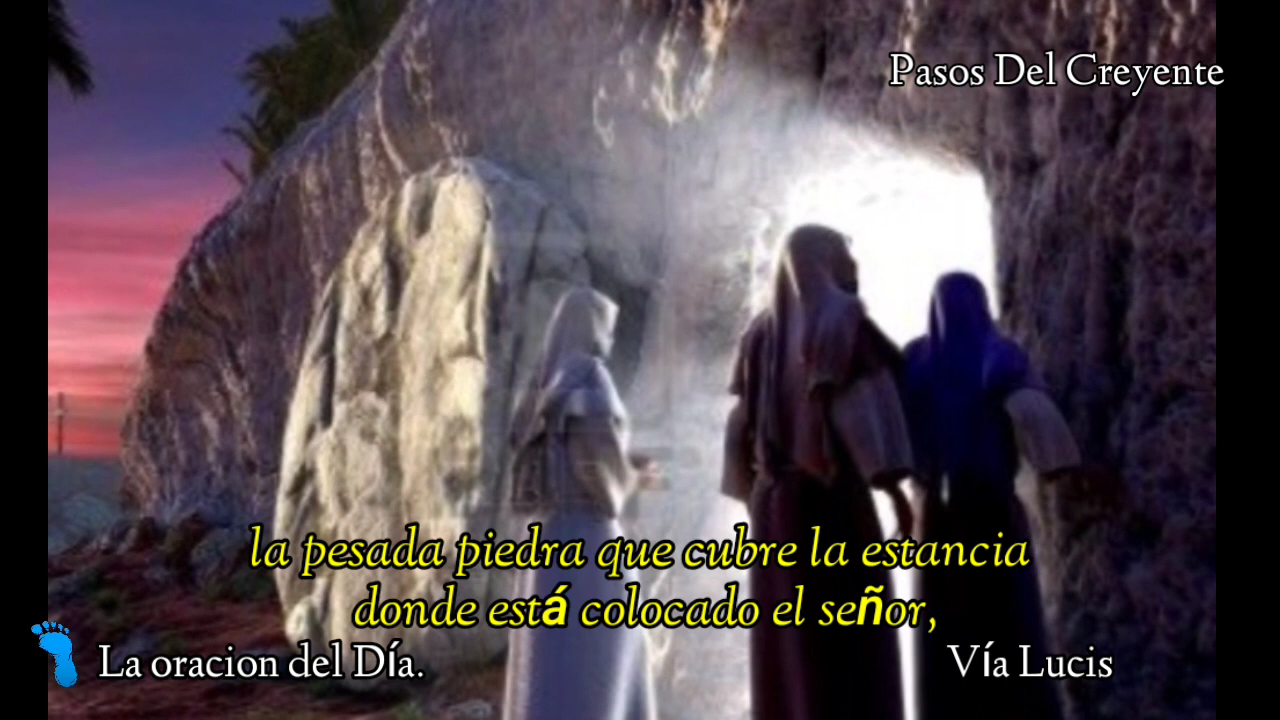 Pasos Del Creyente
la pesada piedra que cubre la estancia
donde está colocado el señor,
La oracion del Día.
Vía Lucis